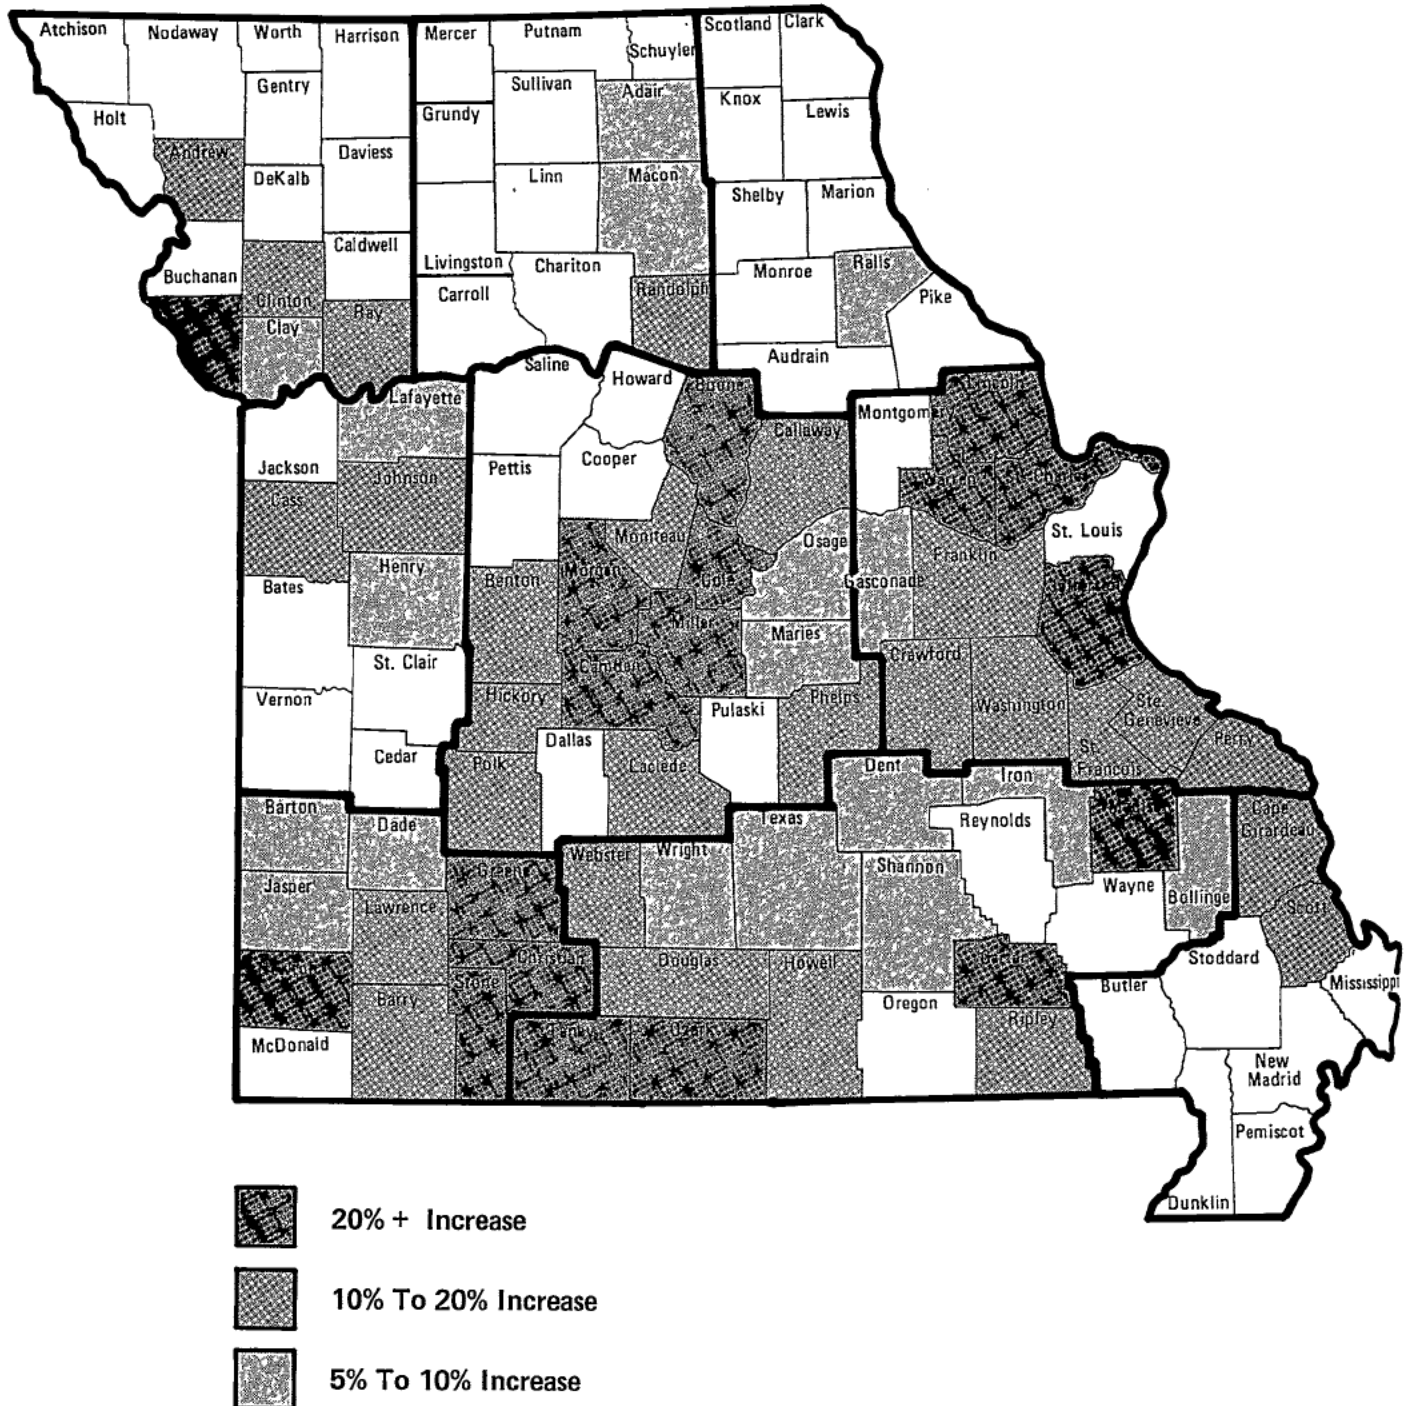 Atchison
Nodaway
Worth
Harrison
Mercer
Putnam
Schuyler
Scotland
Clark
Gentry
Sullivan
Adair
Knox
Lewis
Holt
Grundy
Andrew
Daviess
DeKalb
Linn
Macon
Shelby
Marion
Caldwell
Buchanan
Livingston
Chariton
Monroe
Ralls
Clinton
Carroll
Randolph
Pike
Clay
Ray
Audrain
Saline
Howard
Boone
Lincoln
Lafayette
Montgomer
Callaway
Jackson
Pettis
Cooper
Johnson
Cass
Warren
St. Charles
Moniteau
Osage
St. Louis
Franklin
Henry
Morgan
Cole
Gasconade
Bates
Benton
Miller
Maries
St. Clair
Camden
Crawford
Vernon
Hickory
Pulaski
Phelps
Washington
Ste.
Genevieve
Cedar
Dallas
Polk
Laclede
Dent
Iron
St.
Francois
Perry
Barton
Dade
Texas
Reynolds
Cape
Girardeau
Jasper
Greene
Webster
Wright
Shannon
Wayne
Bollinge
Lawrence
Scott
Christian
Douglas
Howell
Carter
Stoddard
Mississippi
Barry
Stone
Oregon
Ripley
Butler
McDonald
Taney
Ozark
New
Madrid
Pemiscot
Dunklin
20% + Increase
10% To 20% Increase
5% To 10% Increase